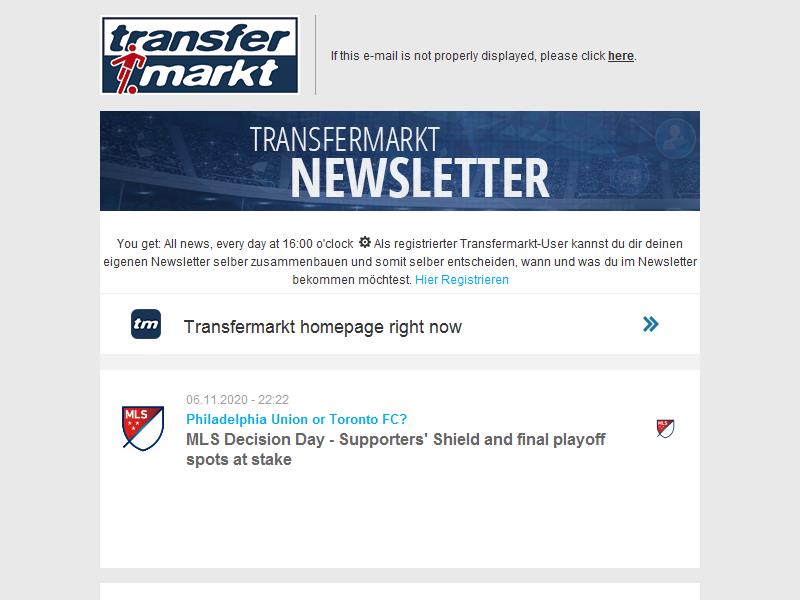 transfer
markt
If this e-mail is not properly displayed, please click here.
TRANSFERMARKT
NEWSLETTER
You get: All news, every day at 16:00 o'clock Als registrierter Transfermarkt-User kannst du dir deinen
eigenen Newsletter selber zusammenbauen und somit selber entscheiden, wann und was du im Newsletter
bekommen möchtest. Hier Registrieren
tm Transfermarkt homepage right now
06.11.2020 - 22:22
MLS
Philadelphia Union or Toronto FC?
MLS
MLS Decision Day - Supporters' Shield and final playoff
spots at stake